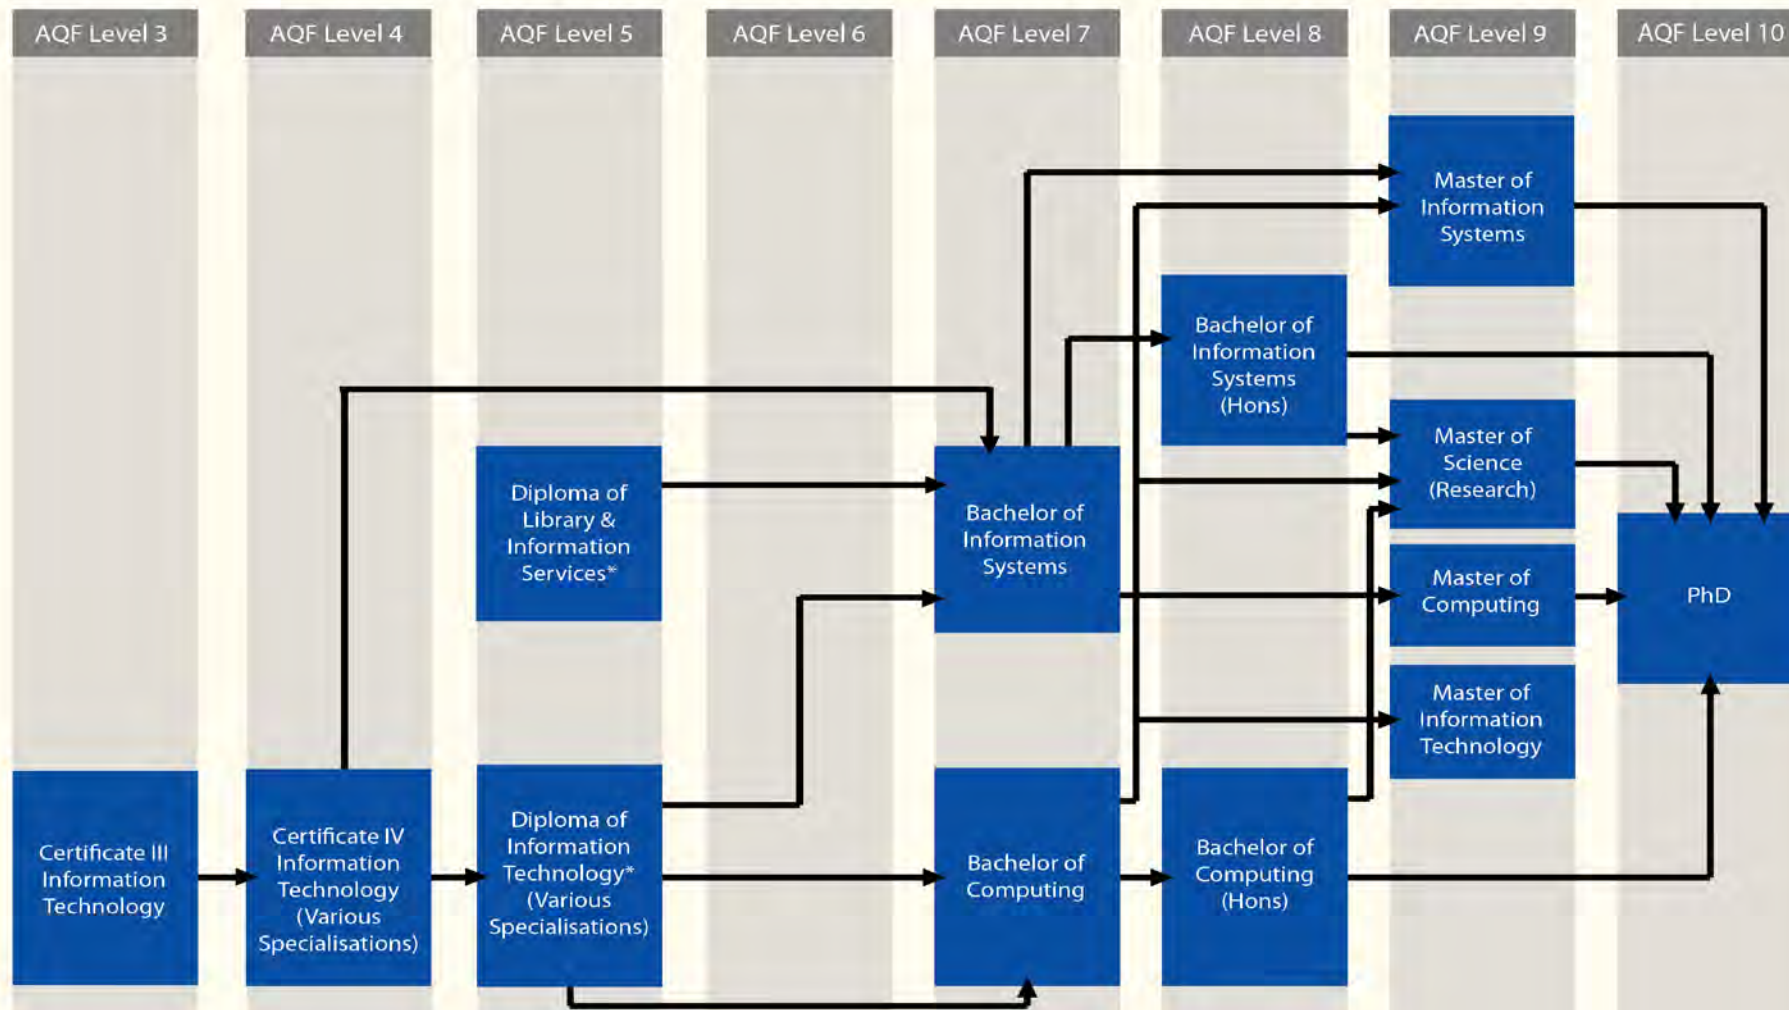 AQF Level 3
AQF Level 4
AQF Level 5
AQF Level 6
AQF Level 7
AQF Level 8
AQF Level 9
AQF Level 10
Master of
Information
Systems
Bachelor of
Information
Systems
(Hons)
Master of
Science
(Research)
Diploma of
Library &
Information
Services*
Bachelor of
Information
Systems
Master of
Computing
PhD
Master of
Information
Technology
Certificate III
Information
Technology
Certificate IV
Information
Technology
(Various
Specialisations)
Diploma of
Information
Technology*
(Various
Specialisations)
Bachelor of
Computing
Bachelor of
Computing
(Hons)